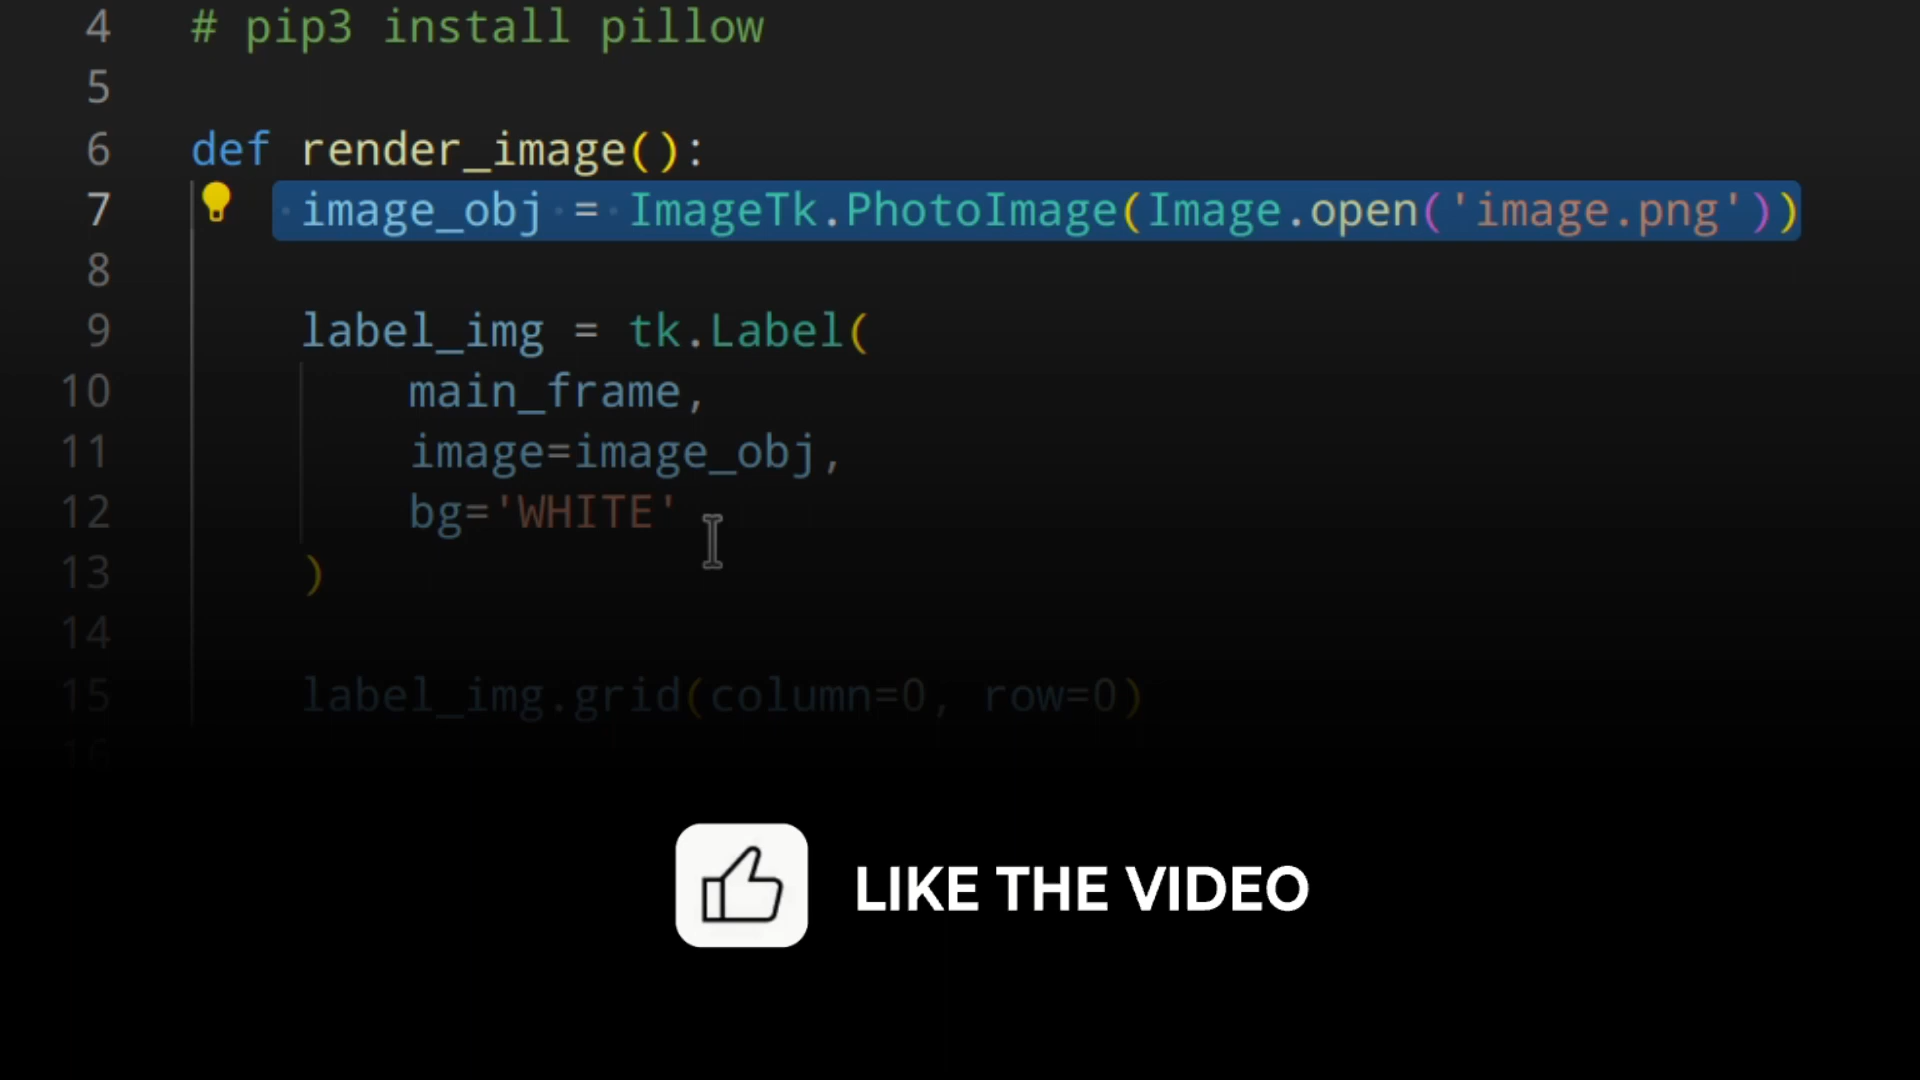 4 # pip3 install pillow
5
6 def render_image():
7 image_obj = ImageTk.PhotoImage(Image.open('image.png'))
8
9 label_img = tk.Label(
10 main_frame,
11 image=image_obj,
12 bg='WHITE'
13 )
14
15 label_img.grid(column=0, row=0)
16
LIKE THE VIDEO